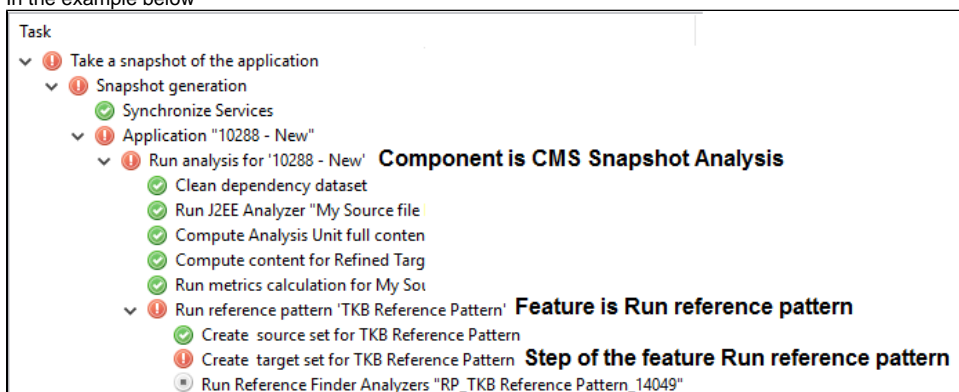 In the example below
Task
Take a snapshot of the application
Snapshot generation
Synchronize Services
Application "10288 - New"
Run analysis for '10288 - New' Component is CMS Snapshot Analysis
Clean dependency dataset
Run J2EE Analyzer "My Source file
Compute Analysis Unit full conten
Compute content for Refined Targ
Run metrics calculation for My Sou
Run reference pattern 'TKB Reference Pattern' Feature is Run reference pattern
Create source set for TKB Reference Pattern
Create target set for TKB Reference Pattern Step of the feature Run reference pattern
Run Reference Finder Analyzers "RP_TKB Reference Pattern_14049"